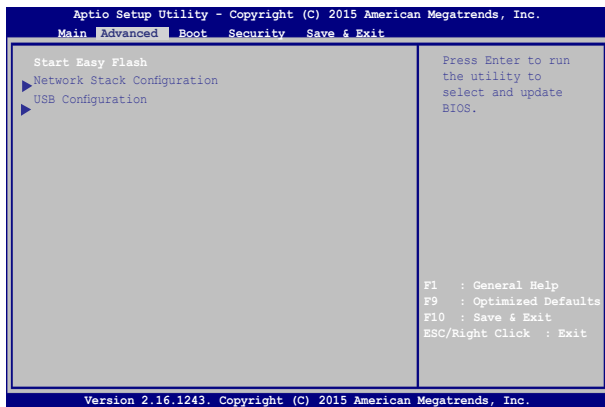 Aptio Setup Utility - Copyright (C) 2015 American Megatrends, Inc.
Main Advanced Boot Security Save & Exit
Start Easy Flash
Network Stack Configuration
USB Configuration
Press Enter to run
the utility to
select and update
BIOS.
F1 : General Help
F9 : Optimized Defaults
F10 : Save & Exit
ESC/Right Click : Exit
Version 2.16.1243. Copyright (C) 2015 American Megatrends, Inc.